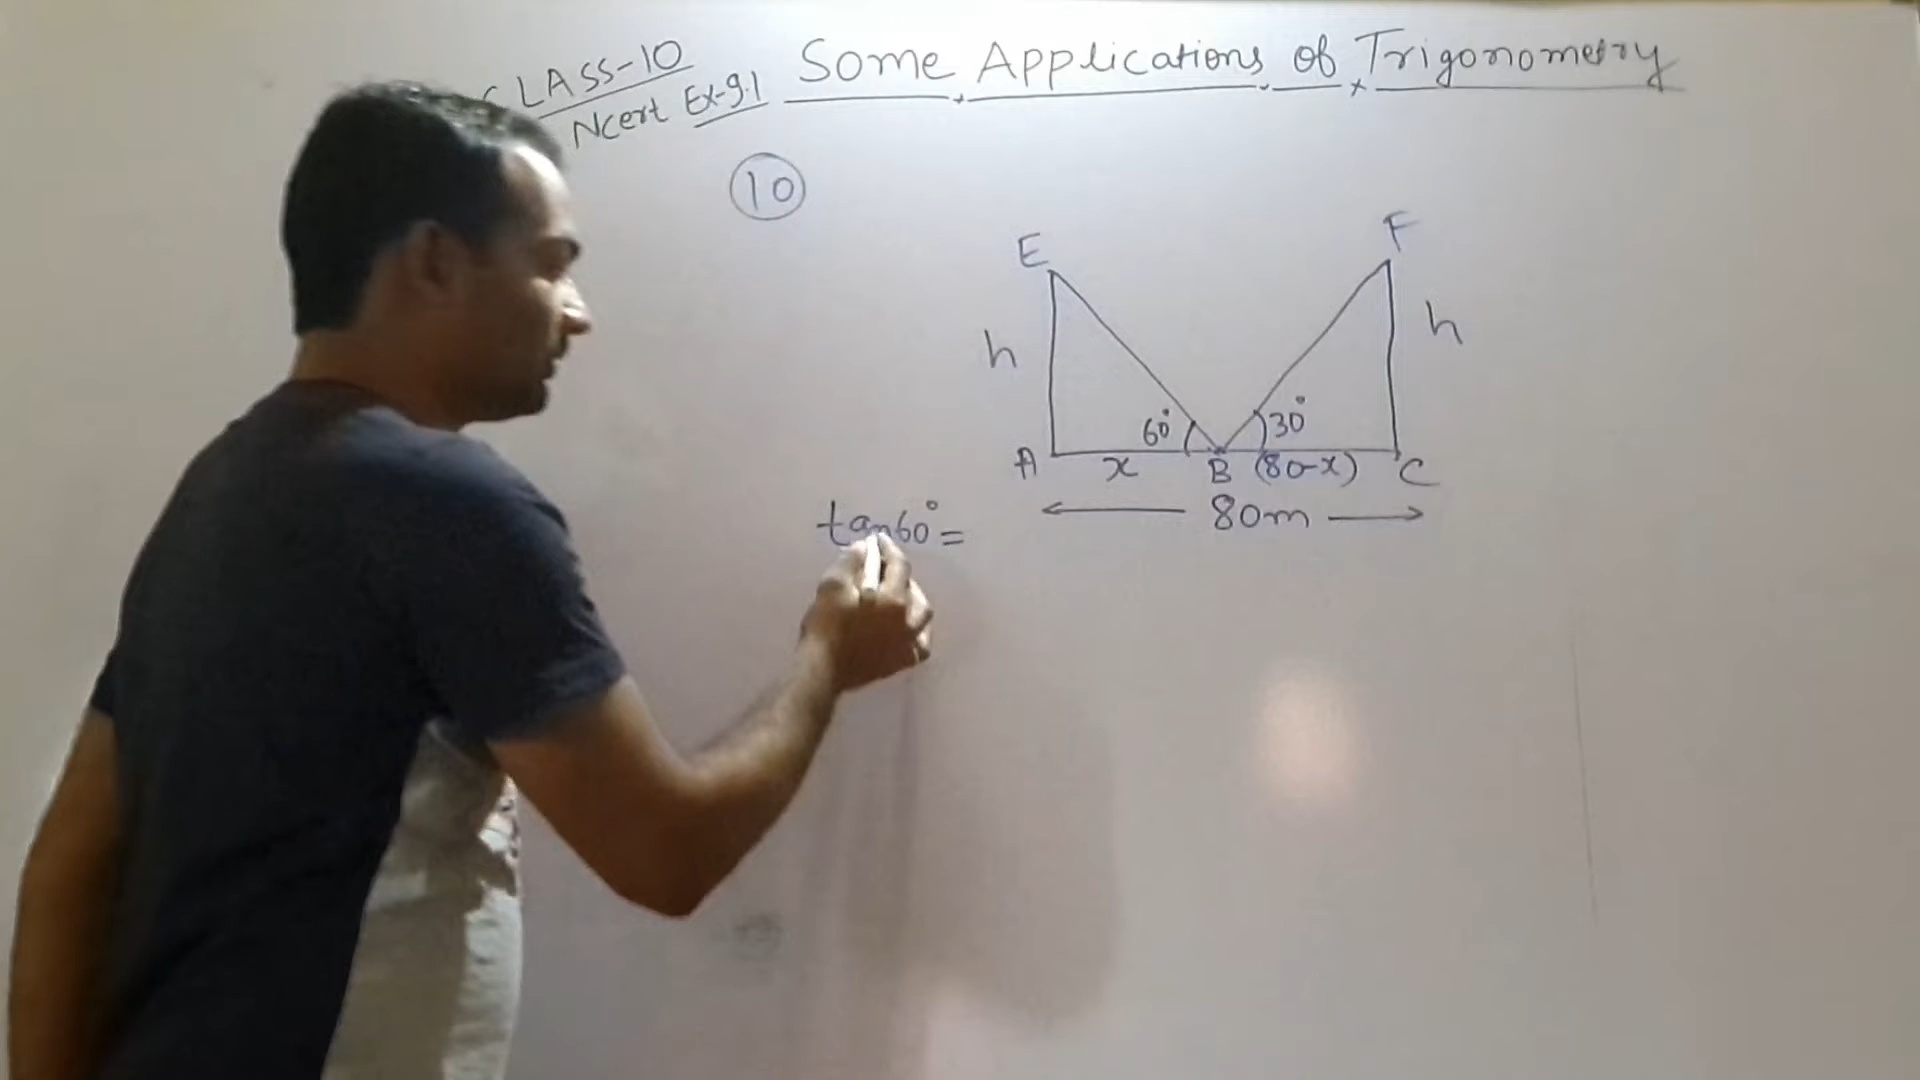 CLASS-10 Some Applications of Trigonometry
Ncert Ex-9.1
10
E F
h h
60° 30°
A x B (80-x) C
80m
tan60°=